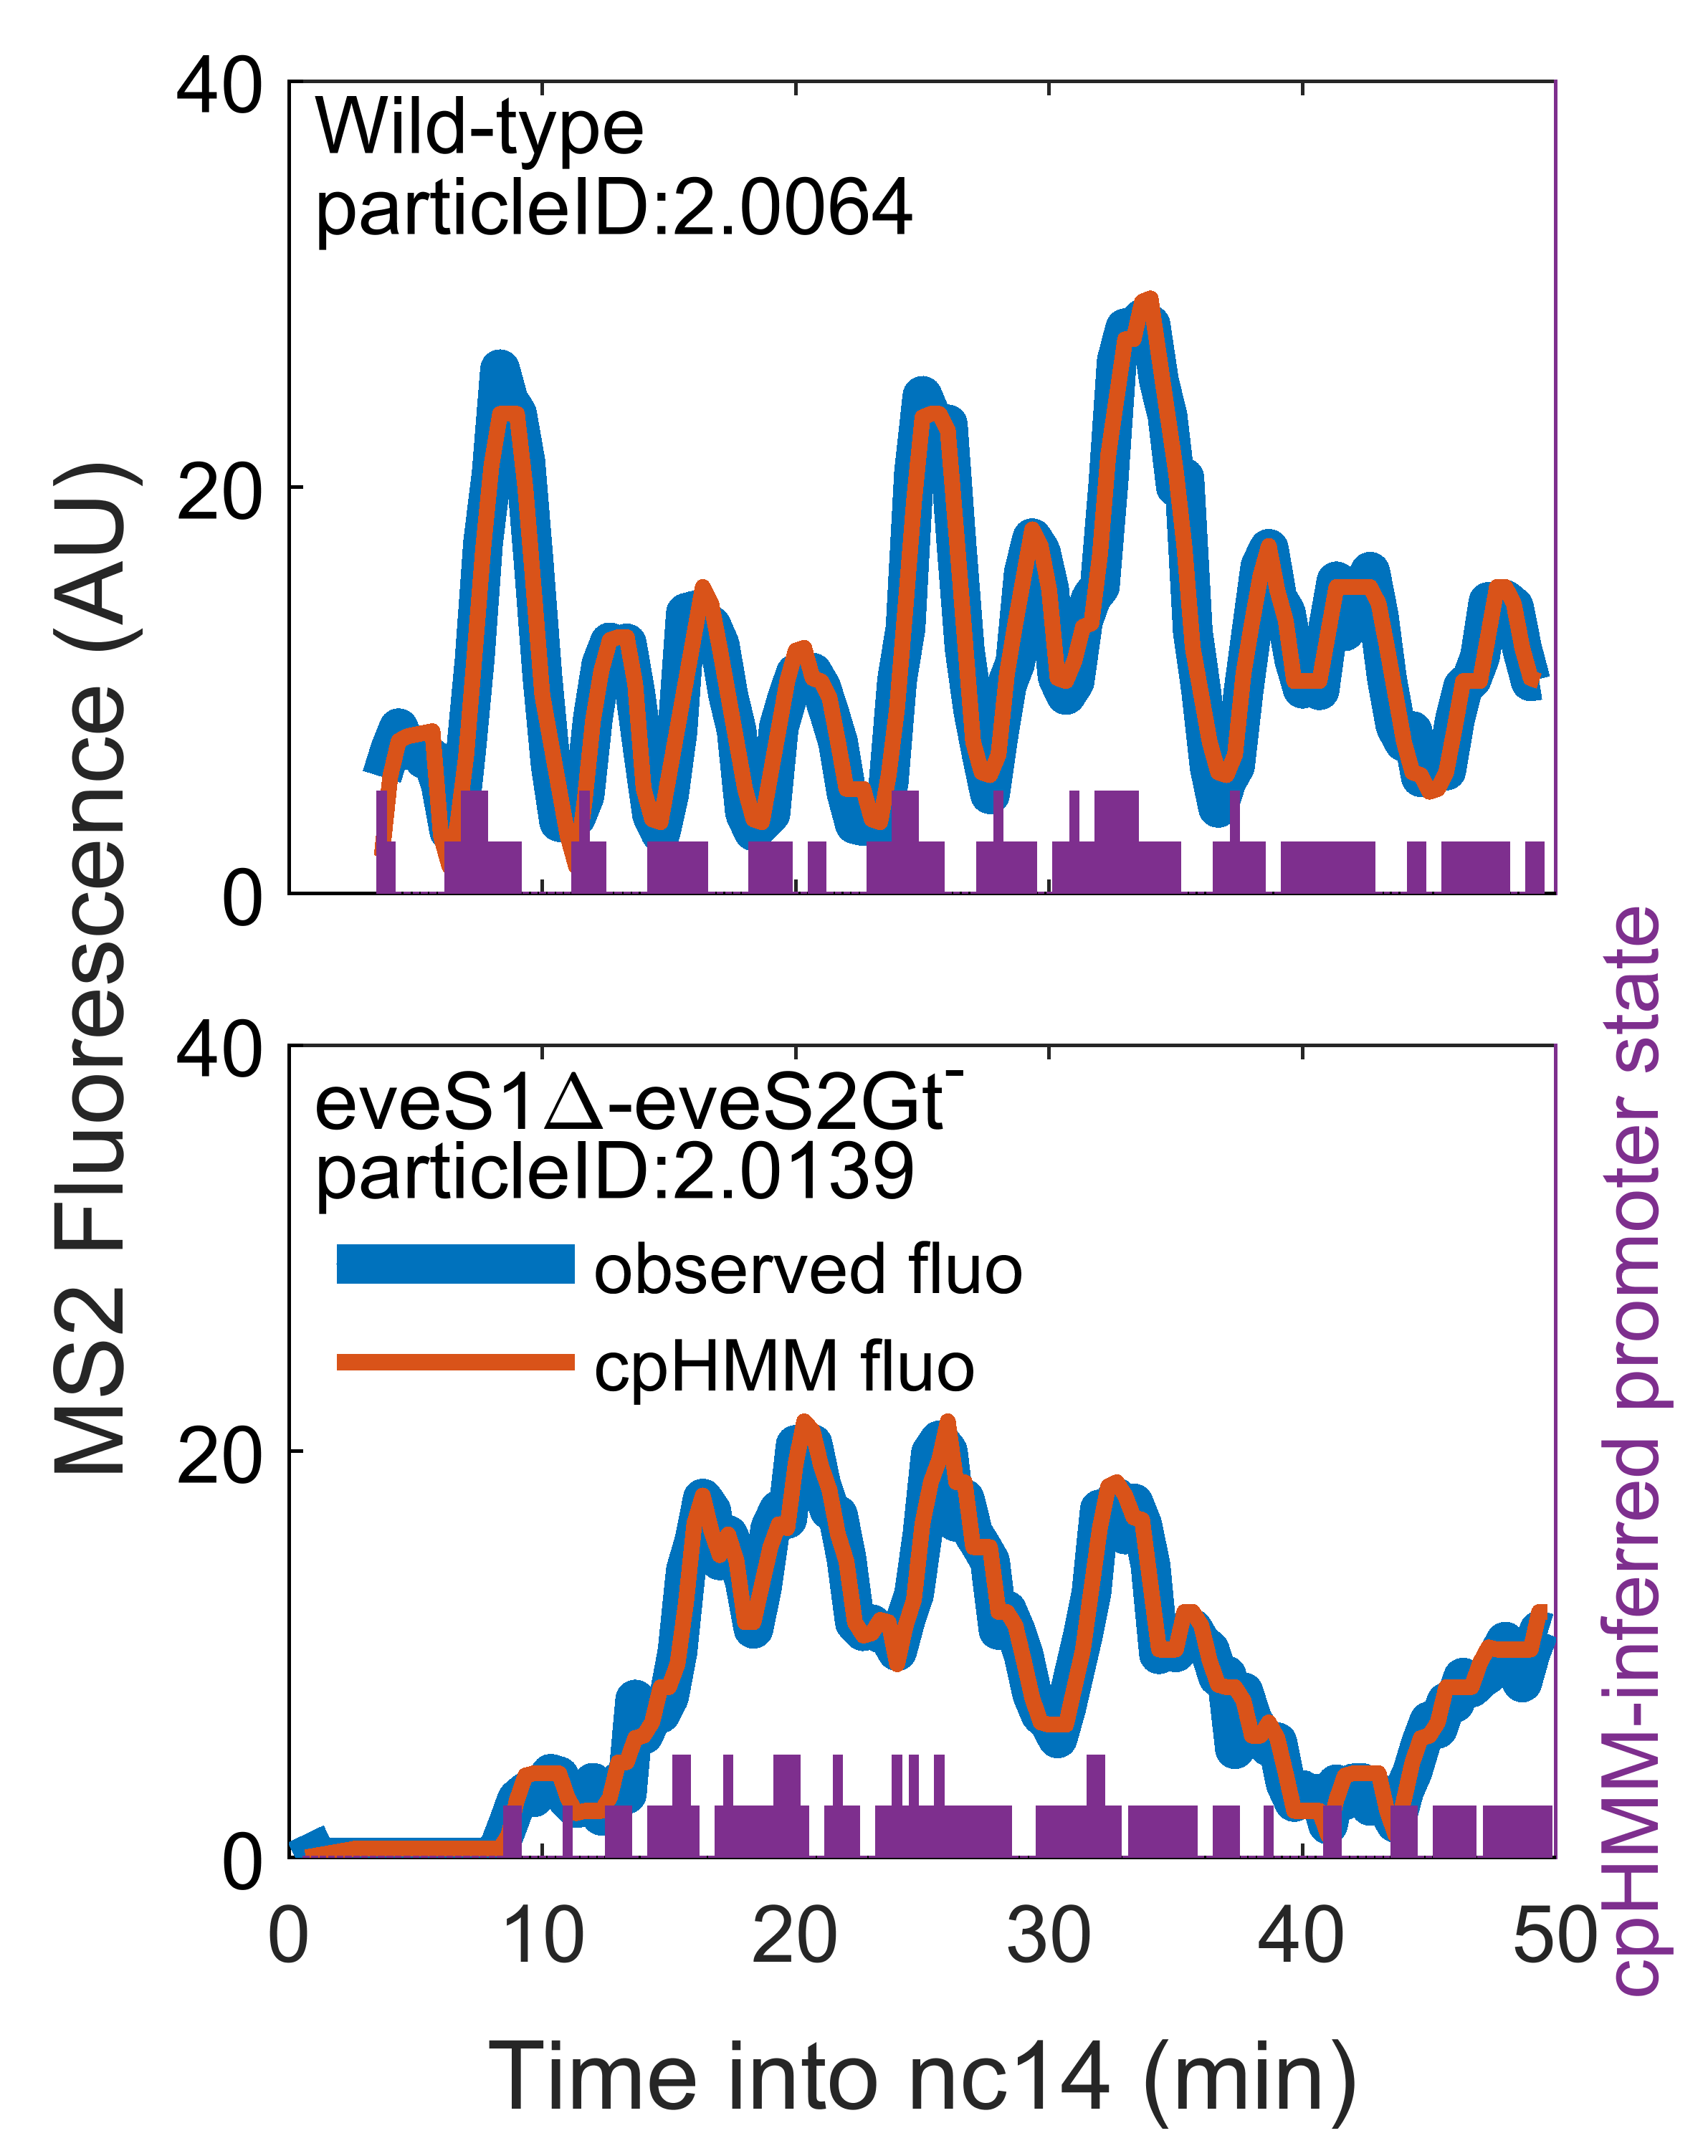 40
Wild-type
particleID:2.0064
20
0
MS2 Fluorescence (AU)
cpHMM-inferred promoter state
40
eveS1Δ-eveS2Gt⁻
particleID:2.0139
observed fluo
cpHMM fluo
20
0
0 10 20 30 40 50
Time into nc14 (min)